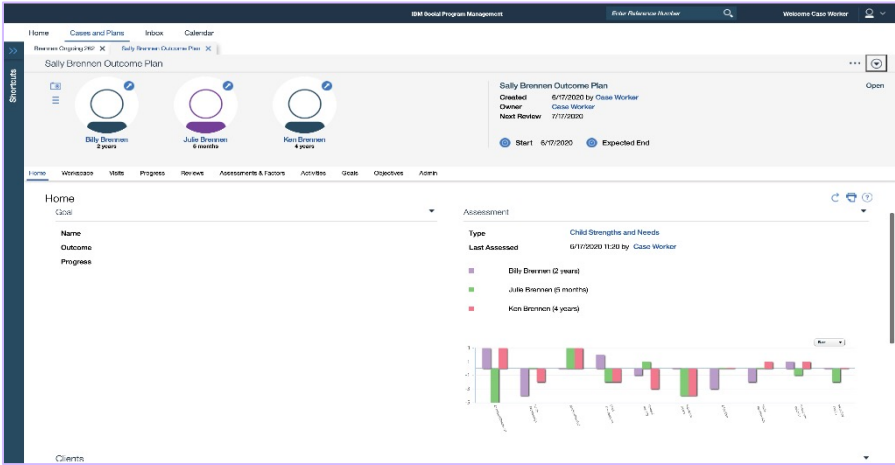 IBM Social Program Management
Enter Reference Number
Welcome Case Worker
Home Cases and Plans Inbox Calendar
Brennen Ongoing 262 X Sally Brennen Outcome Plan X
Shortcuts
Sally Brennen Outcome Plan
Billy Brennen
2 years
Julie Brennen
6 months
Ken Brennen
4 years
Sally Brennen Outcome Plan
Created 6/17/2020 by Case Worker
Owner Case Worker
Next Review 7/17/2020
Start 6/17/2020 Expected End
Open
Home Workspace Visits Progress Reviews Assessments & Factors Activities Goals Objectives Admin
Home
Goal
Name
Outcome
Progress
Assessment
Type Child Strengths and Needs
Last Assessed 6/17/2020 11:20 by Case Worker
Billy Brennen (2 years)
Julie Brennen (5 months)
Ken Brennen (4 years)
Clients